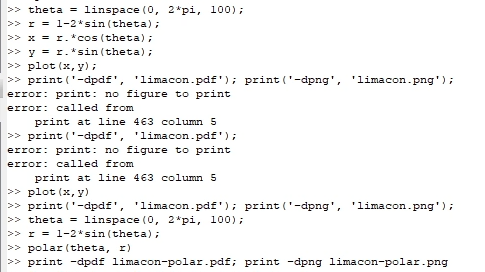 >> theta = linspace(0, 2*pi, 100);
>> r = 1-2*sin(theta);
>> x = r.*cos(theta);
>> y = r.*sin(theta);
>> plot(x,y);
>> print('-dpdf', 'limacon.pdf'); print('-dpng', 'limacon.png');
error: print: no figure to print
error: called from
    print at line 463 column 5
>> print('-dpdf', 'limacon.pdf');
error: print: no figure to print
error: called from
    print at line 463 column 5
>> plot(x,y)
>> print('-dpdf', 'limacon.pdf'); print('-dpng', 'limacon.png');
>> theta = linspace(0, 2*pi, 100);
>> r = 1-2*sin(theta);
>> polar(theta, r)
>> print -dpdf limacon-polar.pdf; print -dpng limacon-polar.png